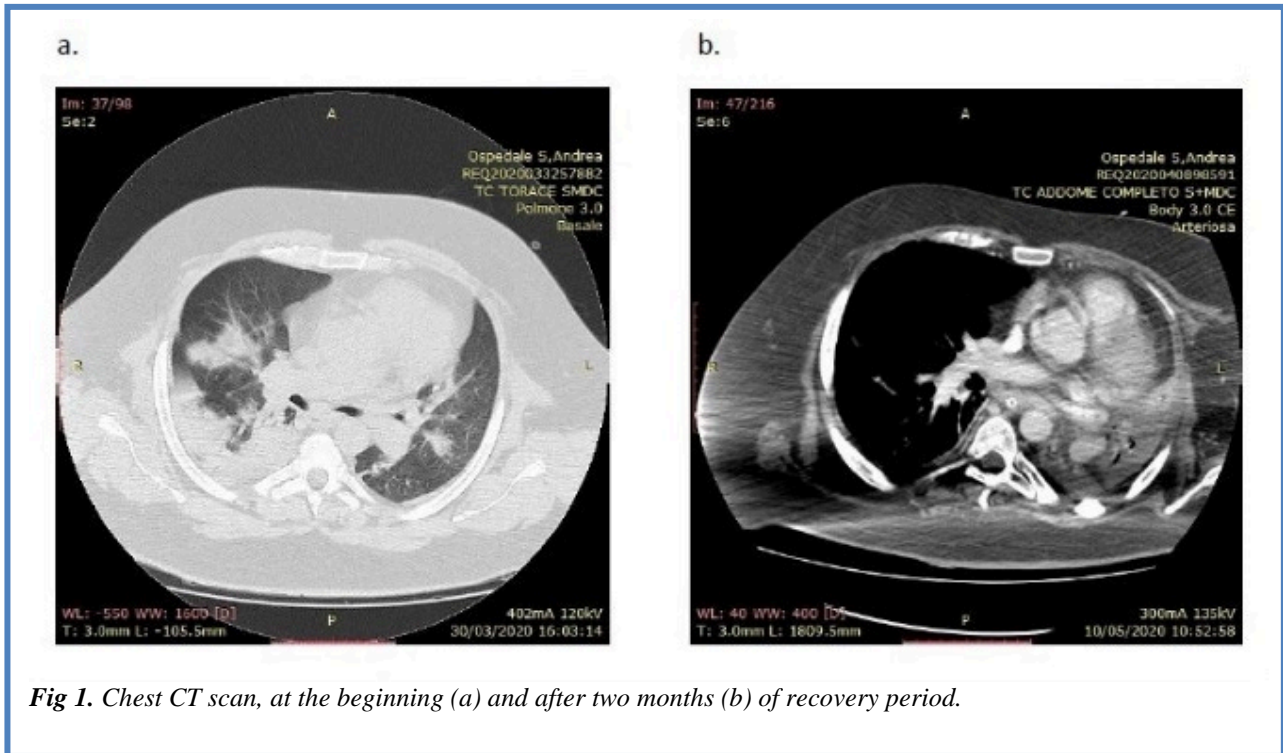 a.
b.
Im: 37/98
Se:2
A
Ospedale S,Andrea
REQ2020033257882
TC TORACE SMDC
Polmone 3.0
Basale
R
L
WL: -550 WW: 1600 [D]
T: 3.0mm L: -105.5mm
P
402mA 120kV
30/03/2020 16:03:14
Im: 47/216
Se:6
A
Ospedale S,Andrea
REQ2020040898591
TC ADDOME COMPLETO S+MDC
Body 3.0 CE
Arteriosa
R
L
WL: 40 WW: 400 [D]
T: 3.0mm L: 1809.5mm
P
300mA 135kV
10/05/2020 10:52:58
Fig 1. Chest CT scan, at the beginning (a) and after two months (b) of recovery period.